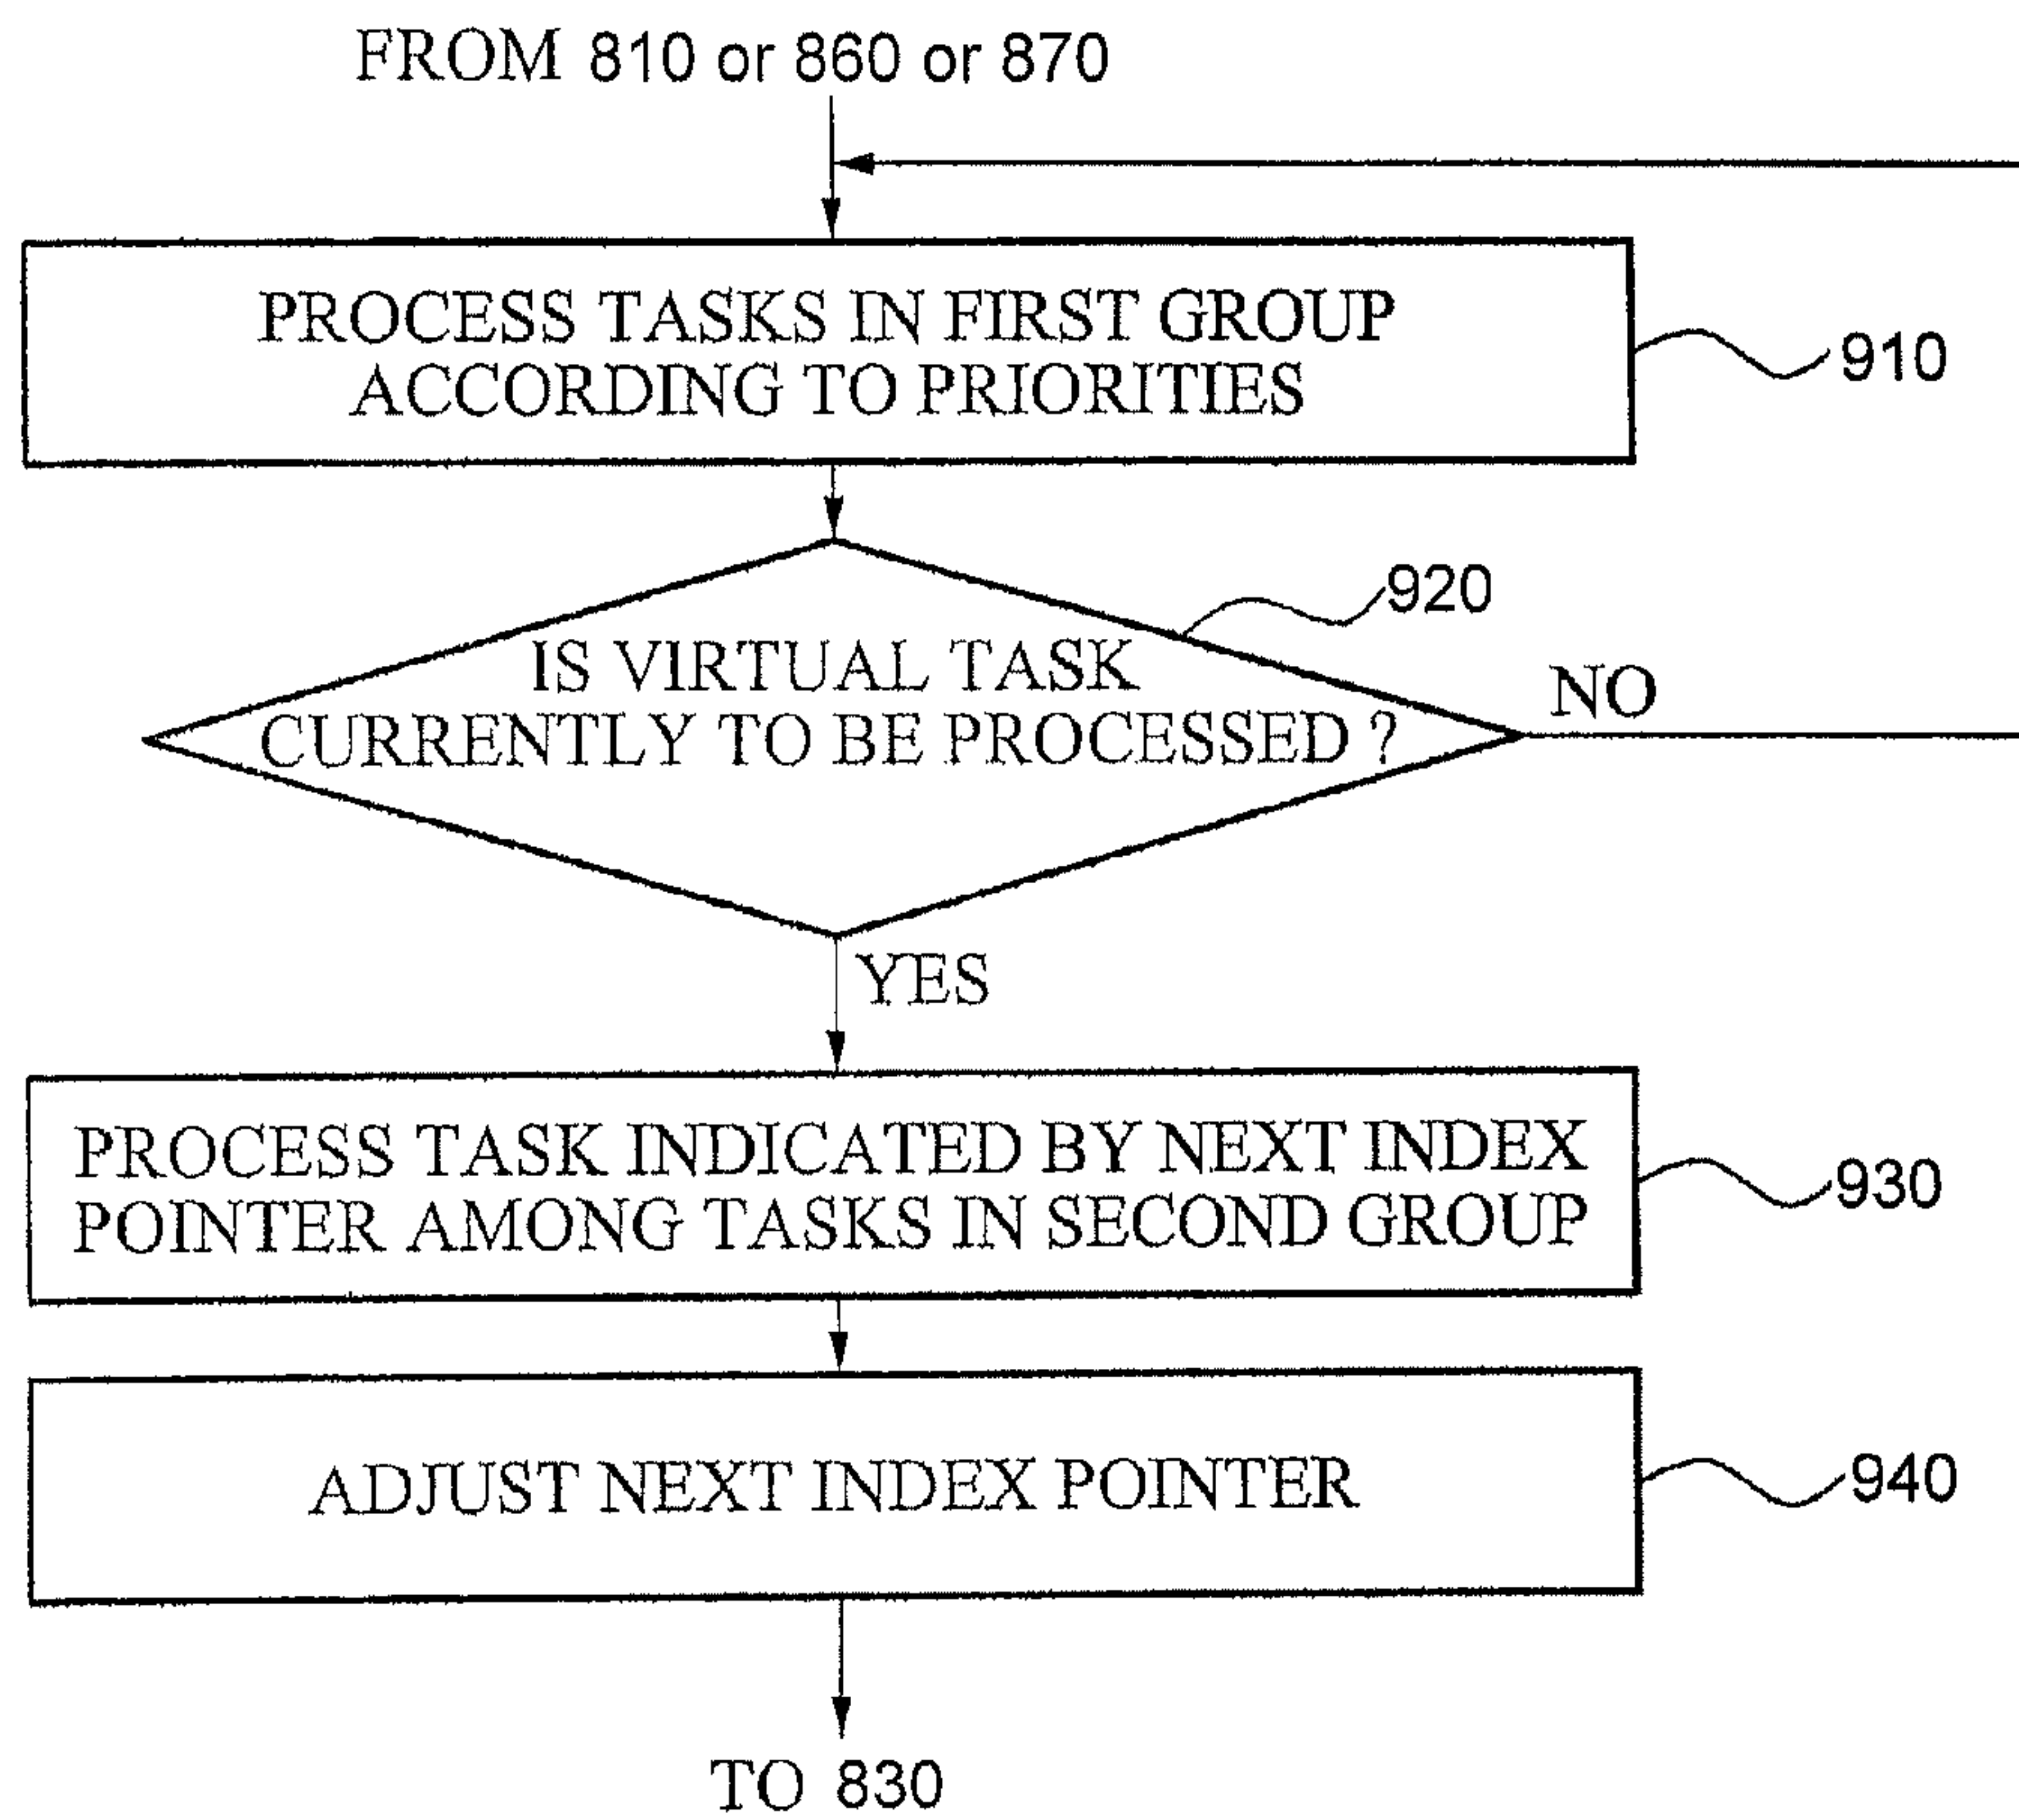 FROM 810 or 860 or 870
PROCESS TASKS IN FIRST GROUP
ACCORDING TO PRIORITIES
910
920
IS VIRTUAL TASK
CURRENTLY TO BE PROCESSED ?
NO
YES
PROCESS TASK INDICATED BY NEXT INDEX
POINTER AMONG TASKS IN SECOND GROUP
930
ADJUST NEXT INDEX POINTER
940
TO 830